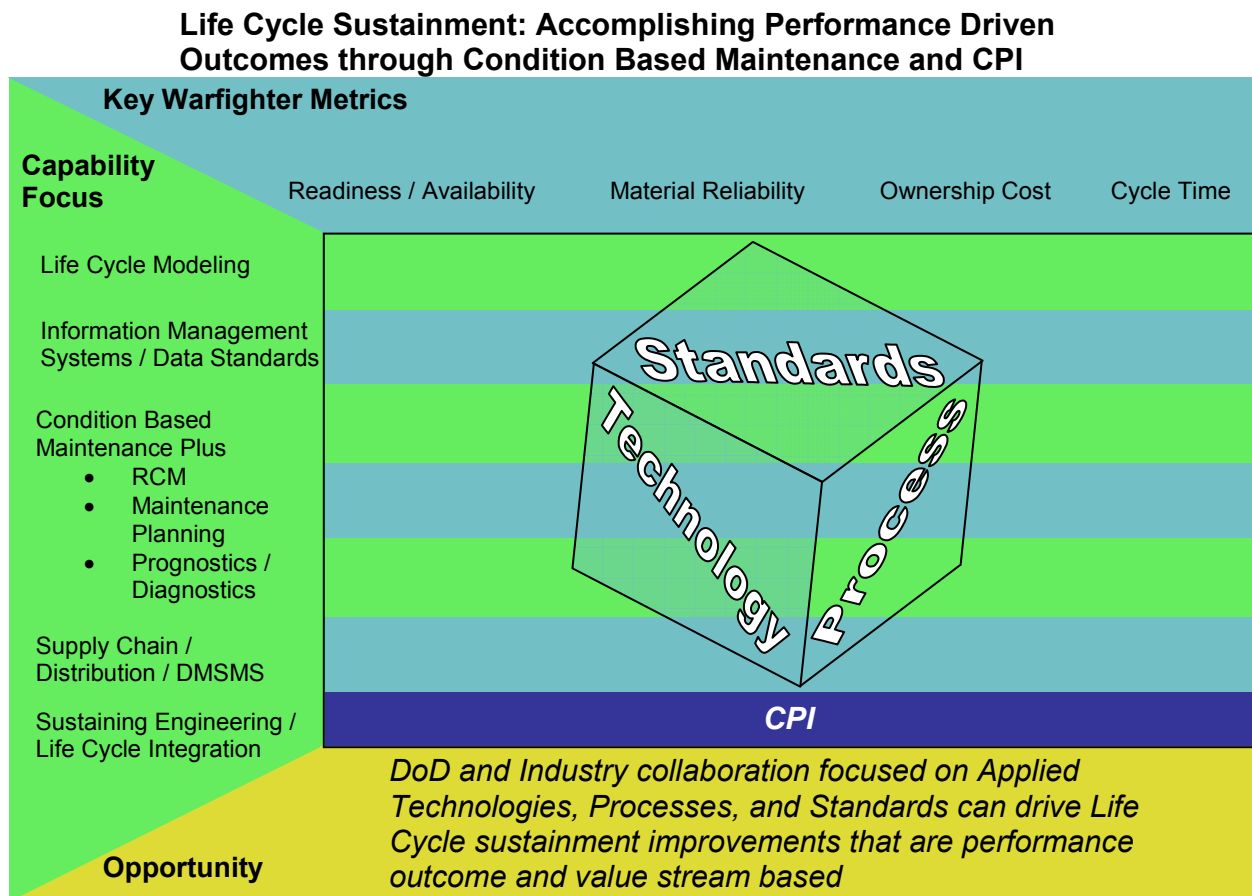 Life Cycle Sustainment: Accomplishing Performance Driven
Outcomes through Condition Based Maintenance and CPI
Key Warfighter Metrics
Capability
Focus
Readiness / Availability
Material Reliability
Ownership Cost
Cycle Time
Life Cycle Modeling
Information Management
Systems / Data Standards
Condition Based
Maintenance Plus
• RCM
• Maintenance
Planning
• Prognostics /
Diagnostics
Supply Chain /
Distribution / DMSMS
Sustaining Engineering /
Life Cycle Integration
Standards
Technology
Process
CPI
DoD and Industry collaboration focused on Applied
Technologies, Processes, and Standards can drive Life
Cycle sustainment improvements that are performance
outcome and value stream based
Opportunity